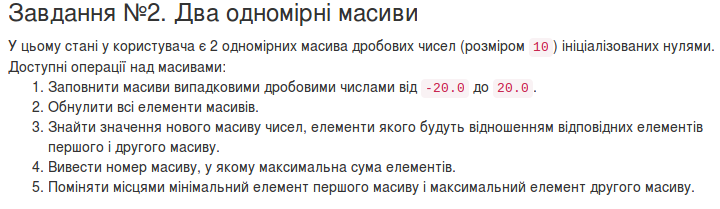 Завдання №2. Два одномірні масиви
У цьому стані у користувача є 2 одномірних масива дробових чисел (розміром 10) ініціалізованих нулями.
Доступні операції над масивами:
1. Заповнити масиви випадковими дробовими числами від -20.0 до 20.0.
2. Обнулити всі елементи масивів.
3. Знайти значення нового масиву чисел, елементи якого будуть відношенням відповідних елементів
першого і другого масиву.
4. Вивести номер масиву, у якому максимальна сума елементів.
5. Поміняти місцями мінімальний елемент першого масиву і максимальний елемент другого масиву.